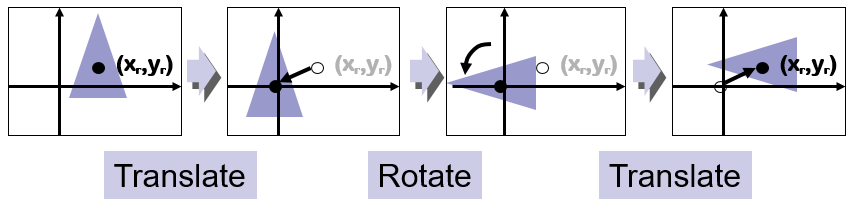 (xr,yr)
(xr,yr)
(xr,yr)
(xr,yr)
Translate
Rotate
Translate